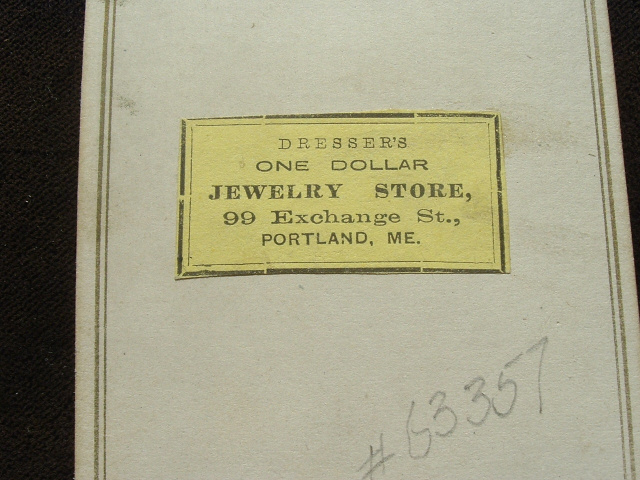 DRESSER'S
ONE DOLLAR
JEWELRY STORE,
99 Exchange St.,
PORTLAND, ME.
#63357